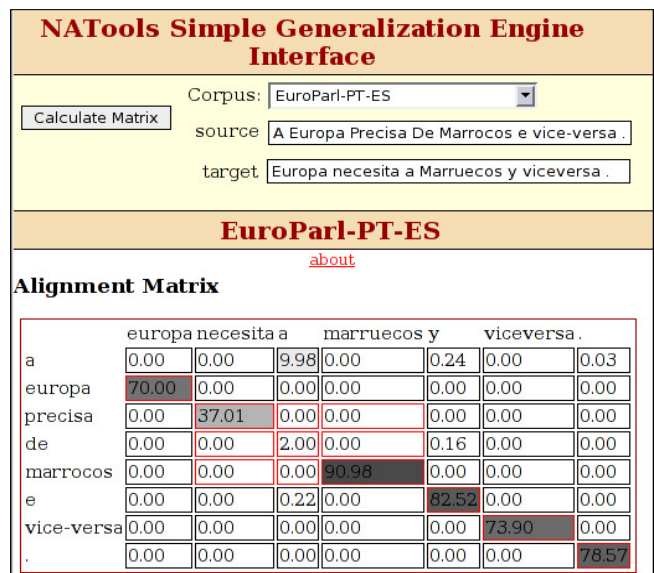 NATools Simple Generalization Engine
Interface
Corpus: EuroParl-PT-ES
Calculate Matrix
source A Europa Precisa De Marrocos e vice-versa .
target Europa necesita a Marruecos y viceversa .
EuroParl-PT-ES
about
Alignment Matrix
europa necesita a marruecos y viceversa .
a 0.00 0.00 9.98 0.00 0.24 0.00 0.03
europa 70.00 0.00 0.00 0.00 0.00 0.00 0.00
precisa 0.00 37.01 0.00 0.00 0.00 0.00 0.00
de 0.00 0.00 2.00 0.00 0.16 0.00 0.00
marrocos 0.00 0.00 0.00 90.98 0.00 0.00 0.00
e 0.00 0.00 0.22 0.00 82.52 0.00 0.00
vice-versa 0.00 0.00 0.00 0.00 0.00 73.90 0.00
. 0.00 0.00 0.00 0.00 0.00 0.00 78.57